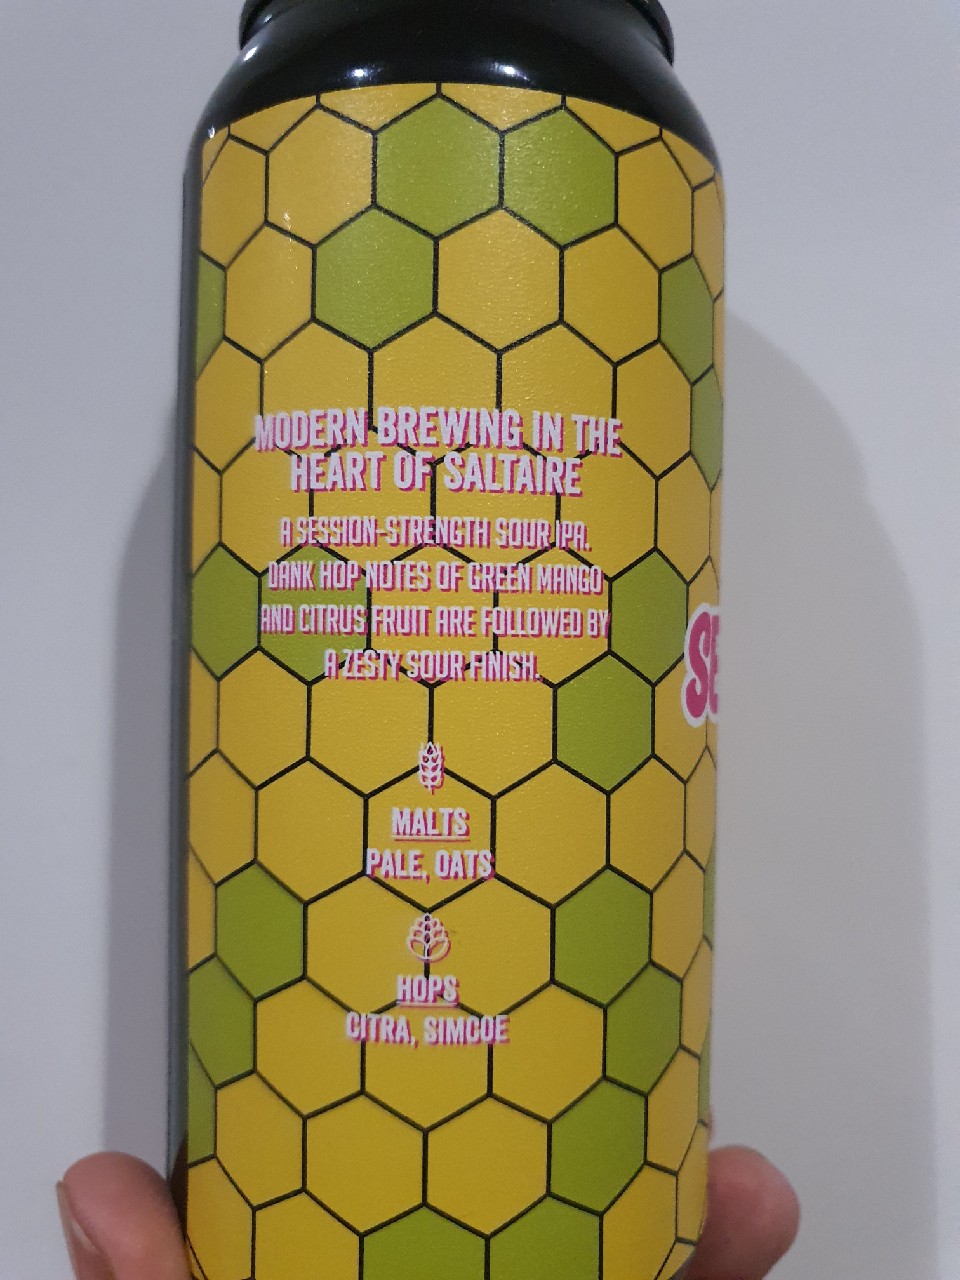 MODERN BREWING IN THE
HEART OF SALTAIRE
A SESSION-STRENGTH SOUR IPA.
DANK HOP NOTES OF GREEN MANGO
AND CITRUS FRUIT ARE FOLLOWED BY
A ZESTY SOUR FINISH.
SE
MALTS
PALE, OATS
HOPS
CITRA, SIMCOE